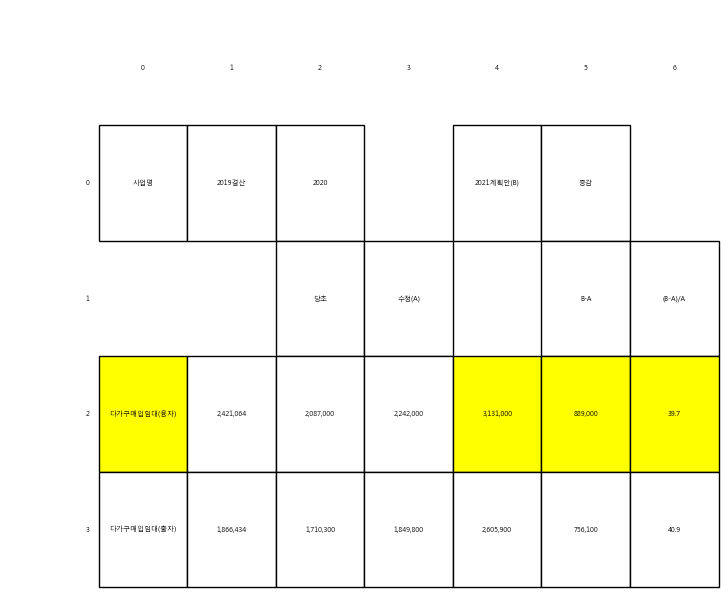 0 1 2 3 4 5 6
0 사업명 2019결산 2020 2021계획안(B) 증감
1 당초 수정(A) B-A (B-A)/A
2 다가구매입임대(융자) 2,421,064 2,087,000 2,242,000 3,131,000 889,000 39.7
3 다가구매입임대(출자) 1,866,434 1,710,300 1,849,800 2,605,900 756,100 40.9